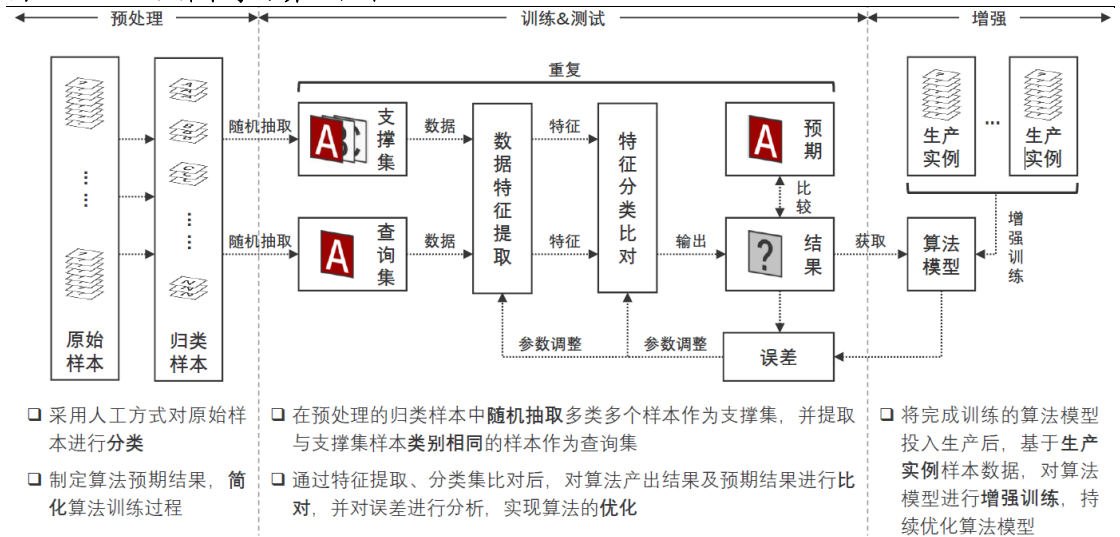 预处理
训练&测试
增强
重复
随机抽取
支撑集
数据
数据特征提取
特征
特征分类比对
A
预期
比较
随机抽取
A
查询集
数据
特征
输出
?
结果
获取
算法模型
增强训练
生产实例
...
生产实例
原始样本
归类样本
参数调整
参数调整
误差
❑ 采用人工方式对原始样
本进行分类
❑ 制定算法预期结果，简
化算法训练过程
❑ 在预处理的归类样本中随机抽取多类多个样本作为支撑集，并提取
与支撑集样本类别相同的样本作为查询集
❑ 通过特征提取、分类集比对后，对算法产出结果及预期结果进行比
对，并对误差进行分析，实现算法的优化
❑ 将完成训练的算法模型
投入生产后，基于生产
实例样本数据，对算法
模型进行增强训练，持
续优化算法模型